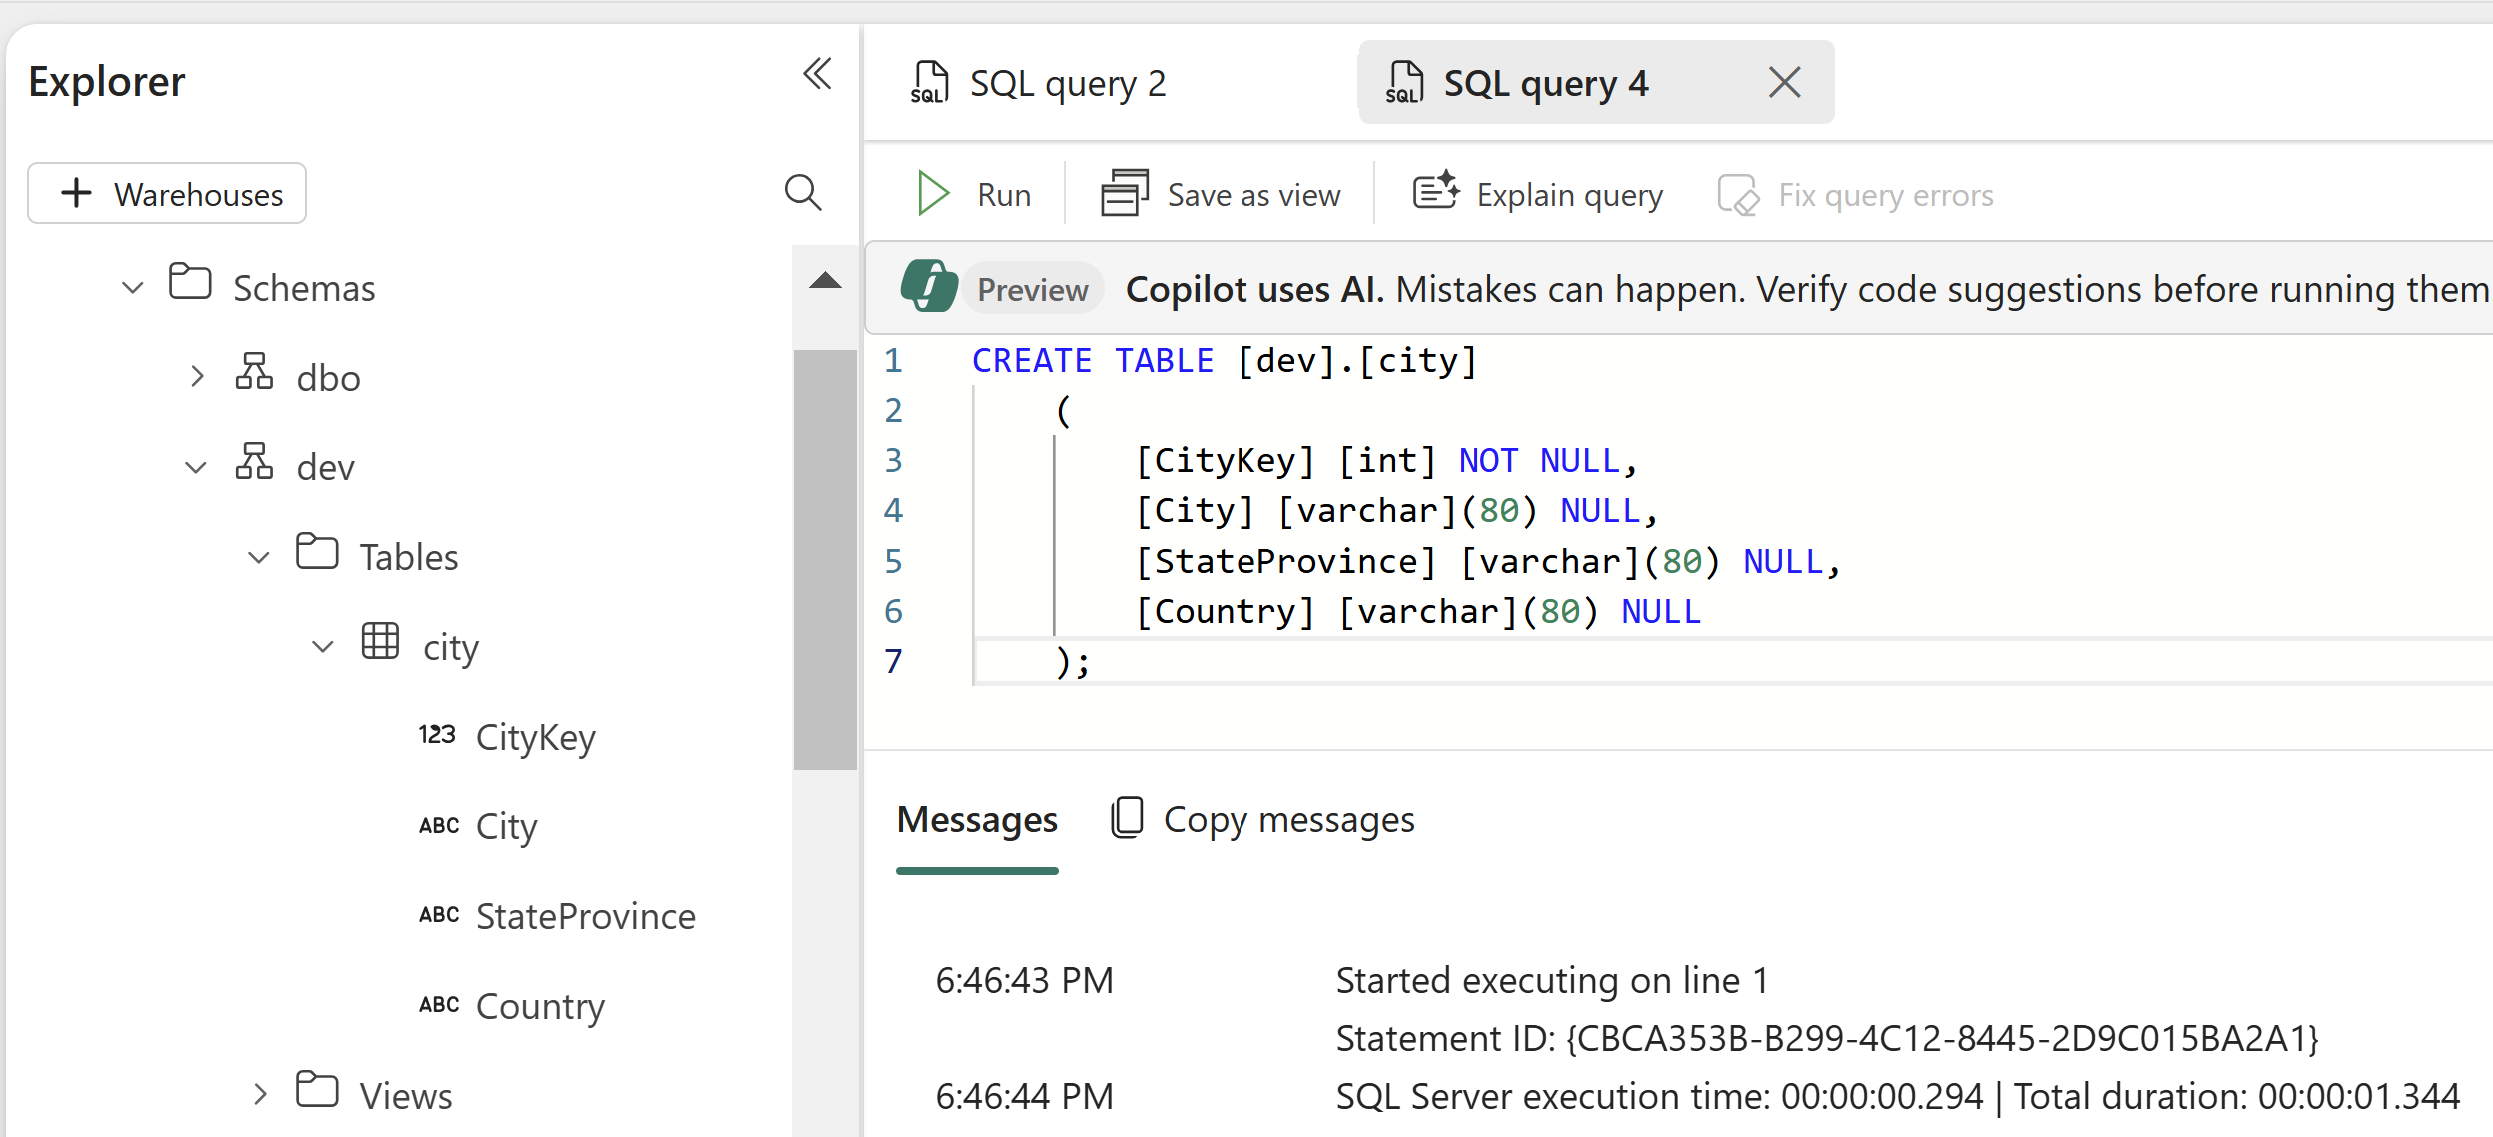 Explorer
Warehouses
Schemas
dbo
dev
Tables
city
123 CityKey
ABC City
ABC StateProvince
ABC Country
Views
SQL SQL query 2
SQL SQL query 4
Run
Save as view
Explain query
Fix query errors
Preview Copilot uses AI. Mistakes can happen. Verify code suggestions before running them
1 CREATE TABLE [dev].[city]
2 (
3 [CityKey] [int] NOT NULL,
4 [City] [varchar](80) NULL,
5 [StateProvince] [varchar](80) NULL,
6 [Country] [varchar](80) NULL
7 );
Messages
Copy messages
6:46:43 PM Started executing on line 1
Statement ID: {CBCA353B-B299-4C12-8445-2D9C015BA2A1}
6:46:44 PM SQL Server execution time: 00:00:00.294 | Total duration: 00:00:01.344